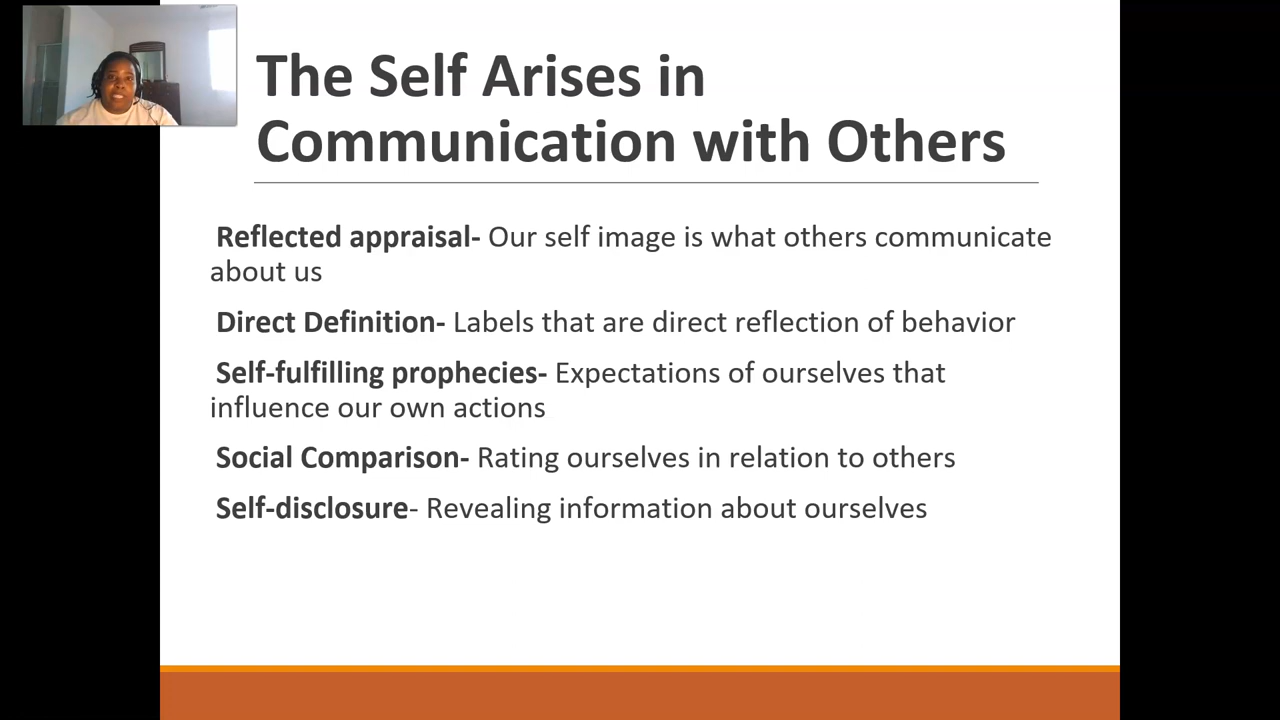 The Self Arises in
Communication with Others
Reflected appraisal- Our self image is what others communicate
about us
Direct Definition- Labels that are direct reflection of behavior
Self-fulfilling prophecies- Expectations of ourselves that
influence our own actions
Social Comparison- Rating ourselves in relation to others
Self-disclosure- Revealing information about ourselves